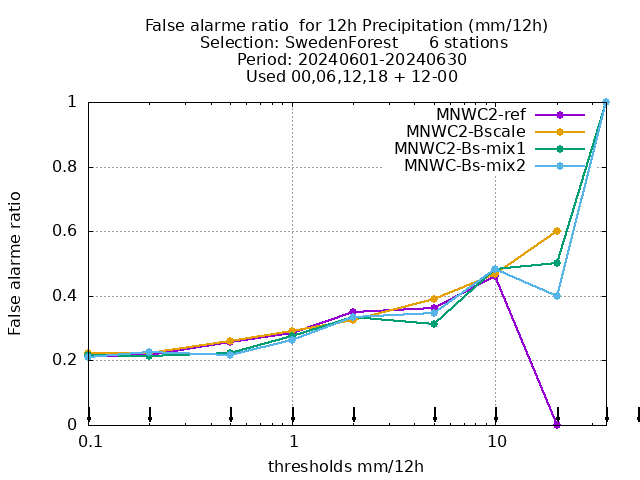 False alarme ratio  for 12h Precipitation (mm/12h)
Selection: SwedenForest      6 stations
Period: 20240601-20240630
Used 00,06,12,18 + 12-00
MNWC2-ref
MNWC2-Bscale
MNWC2-Bs-mix1
MNWC-Bs-mix2
1
0.8
0.6
0.4
0.2
0
False alarme ratio
0.1
1
10
thresholds mm/12h